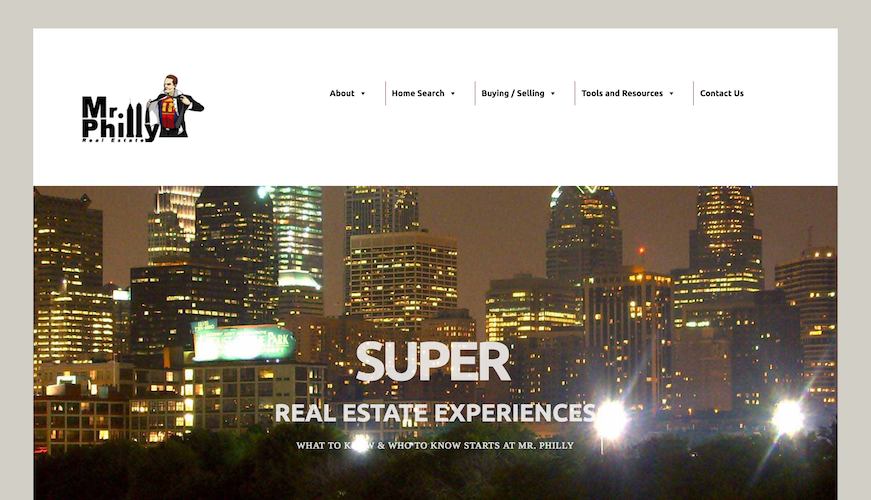 Mr.
Philly
Real Estate
About
Home Search
Buying / Selling
Tools and Resources
Contact Us
PARK
SUPER
REAL ESTATE EXPERIENCES
WHAT TO KNOW & WHO TO KNOW STARTS AT MR. PHILLY